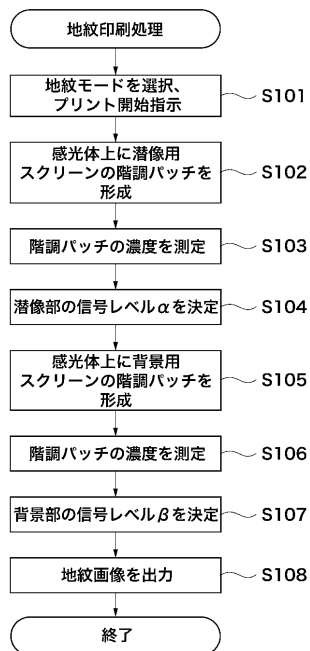 地紋印刷処理
地紋モードを選択、
プリント開始指示
S101
感光体上に潜像用
スクリーンの階調パッチを
形成
S102
階調パッチの濃度を測定
S103
潜像部の信号レベルαを決定
S104
感光体上に背景用
スクリーンの階調パッチを
形成
S105
階調パッチの濃度を測定
S106
背景部の信号レベルβを決定
S107
地紋画像を出力
S108
終了